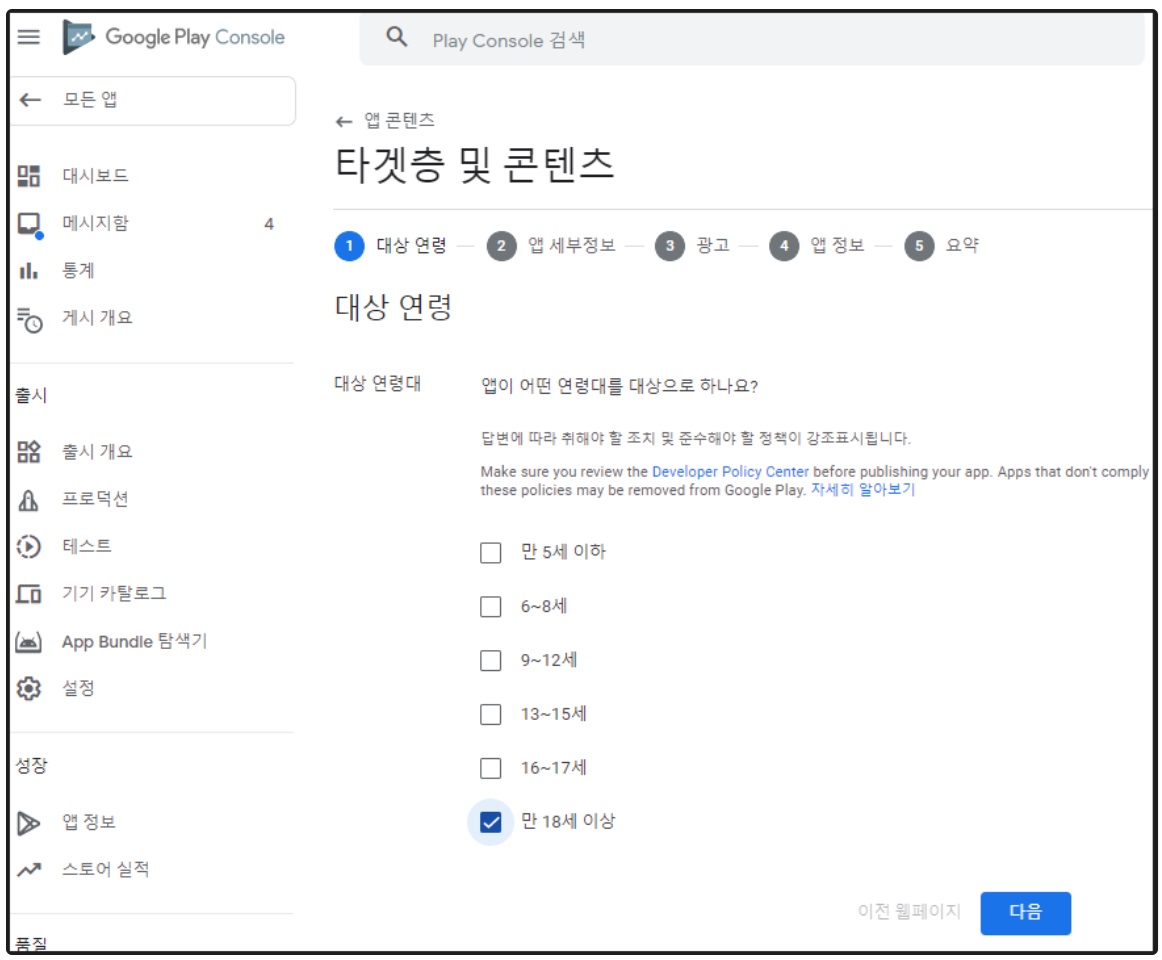 Google Play Console
Play Console 검색
모든 앱
대시보드
메시지함 4
통계
게시 개요
출시
출시 개요
프로덕션
테스트
기기 카탈로그
App Bundle 탐색기
설정
성장
앱 정보
스토어 실적
품질
앱 콘텐츠
타겟층 및 콘텐츠
1 대상 연령 2 앱 세부정보 3 광고 4 앱 정보 5 요약
대상 연령
대상 연령대
앱이 어떤 연령대를 대상으로 하나요?
답변에 따라 취해야 할 조치 및 준수해야 할 정책이 강조표시됩니다.
Make sure you review the Developer Policy Center before publishing your app. Apps that don't comply
these policies may be removed from Google Play. 자세히 알아보기
만 5세 이하
6~8세
9~12세
13~15세
16~17세
만 18세 이상
이전 웹페이지
다음